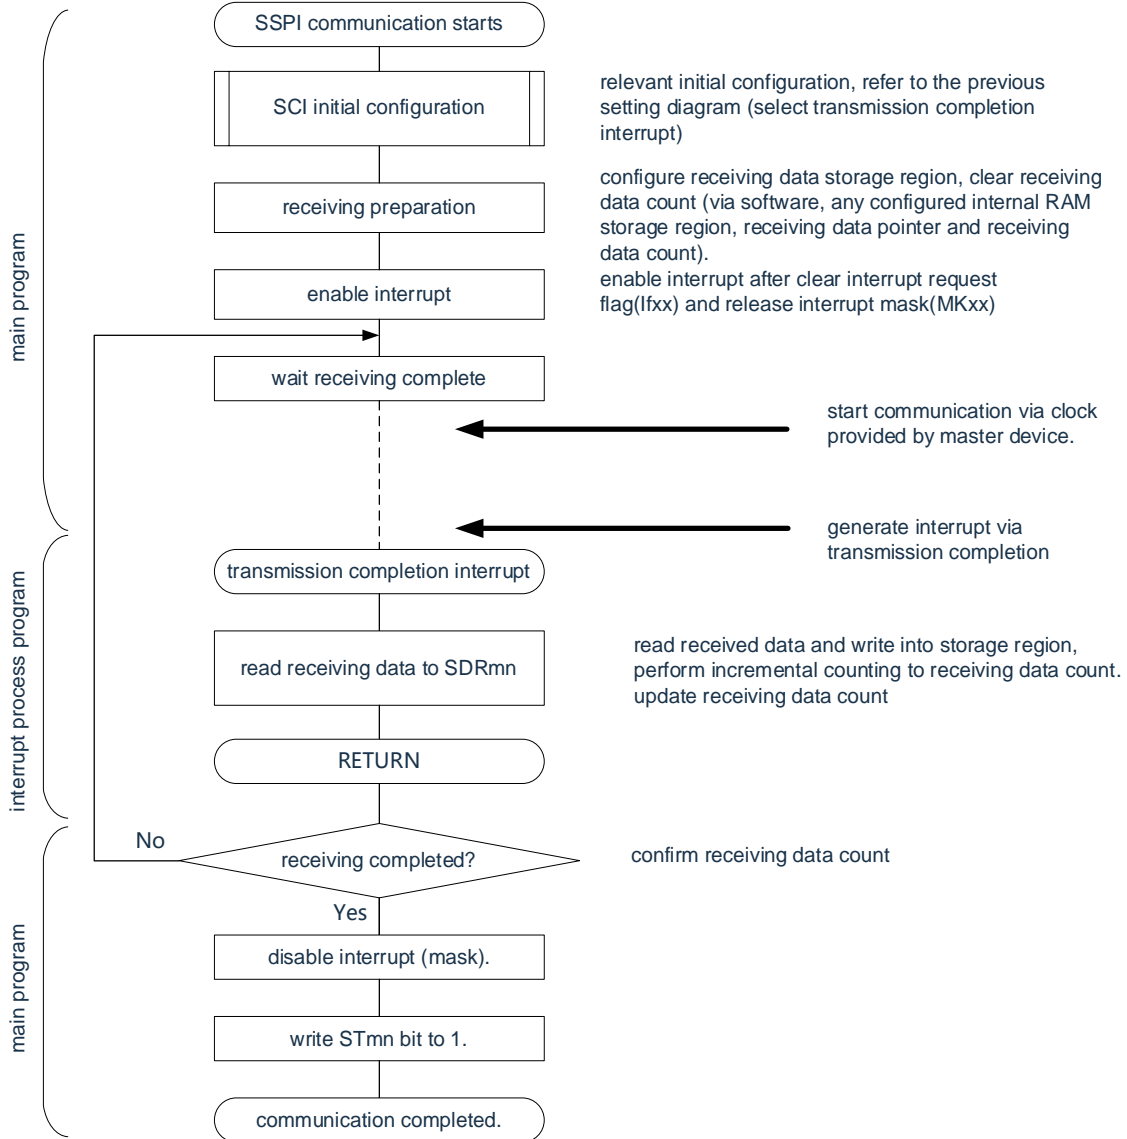 SSPI communication starts
SCI initial configuration
relevant initial configuration, refer to the previous
setting diagram (select transmission completion
interrupt)
receiving preparation
configure receiving data storage region, clear receiving
data count (via software, any configured internal RAM
storage region, receiving data pointer and receiving
data count).
enable interrupt
enable interrupt after clear interrupt request
flag(Ifxx) and release interrupt mask(MKxx)
main program
wait receiving complete
start communication via clock
provided by master device.
generate interrupt via
transmission completion
transmission completion interrupt
read receiving data to SDRmn
read received data and write into storage region,
perform incremental counting to receiving data count.
update receiving data count
interrupt process program
RETURN
No
receiving completed?
confirm receiving data count
Yes
disable interrupt (mask).
main program
write STmn bit to 1.
communication completed.